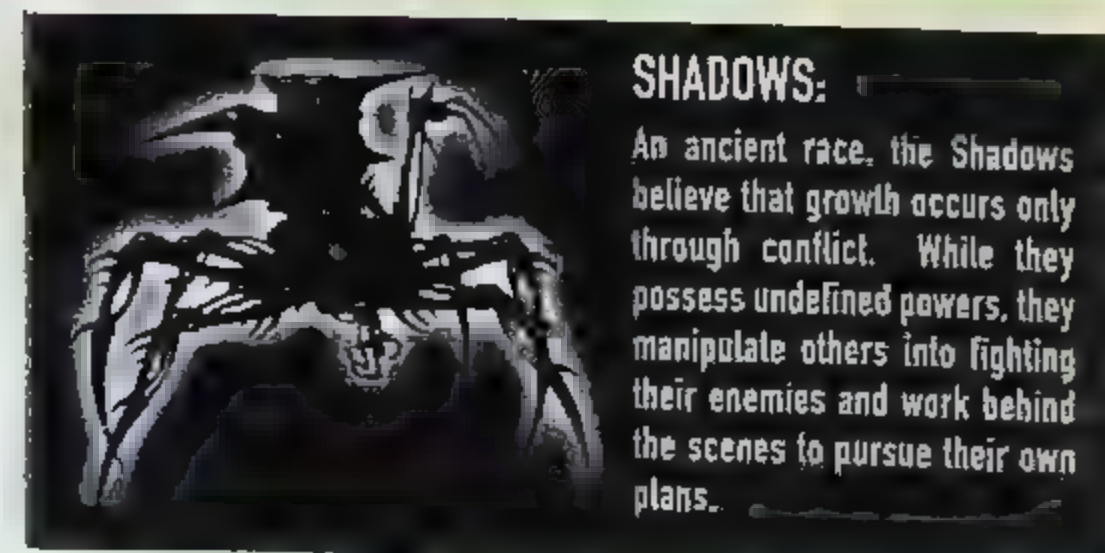 SHADOWS:
An ancient race, the Shadows
believe that growth occurs only
through conflict. While they
possess undefined powers, they
manipulate others into fighting
their enemies and work behind
the scenes to pursue their own
plans.